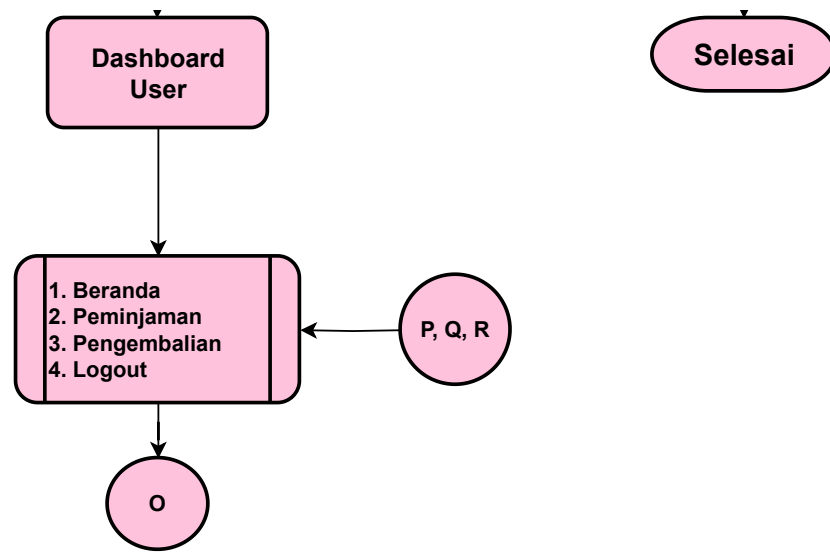 Dashboard
User
Selesai
1. Beranda
2. Peminjaman
3. Pengembalian
4. Logout
P, Q, R
O